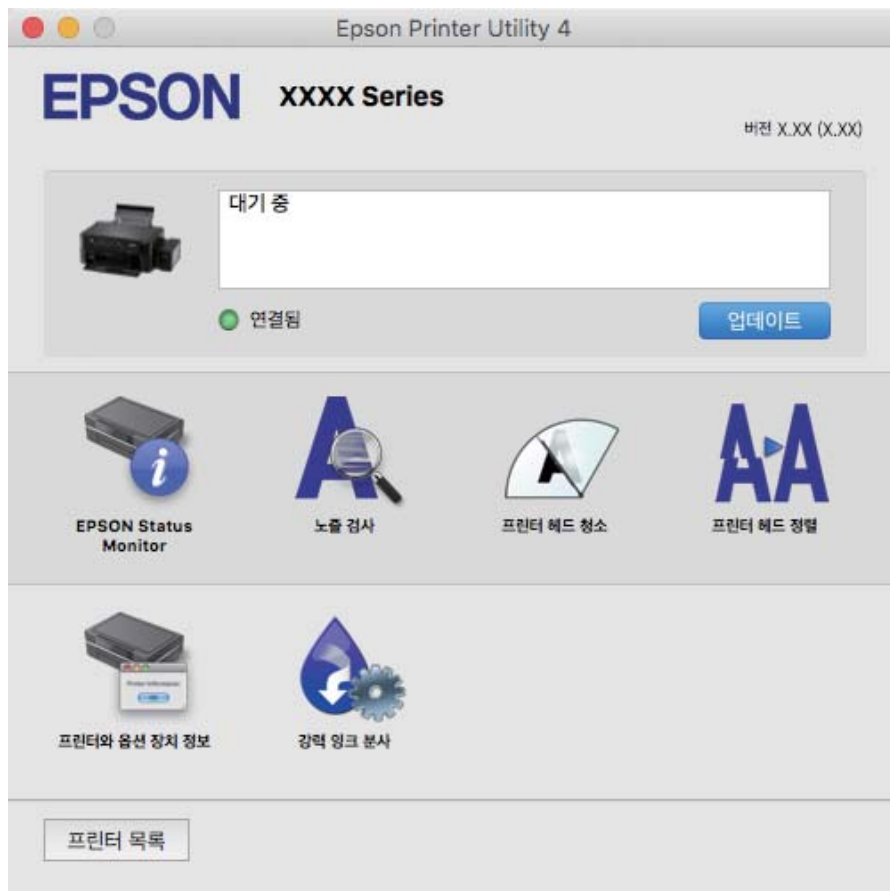 Epson Printer Utility 4
EPSON
XXXX Series
버전 X.XX (X.XX)
대기 중
연결됨
업데이트
EPSON Status
Monitor
노즐 검사
프린터 헤드 청소
프린터 헤드 정렬
프린터와 옵션 장치 정보
강력 잉크 분사
프린터 목록